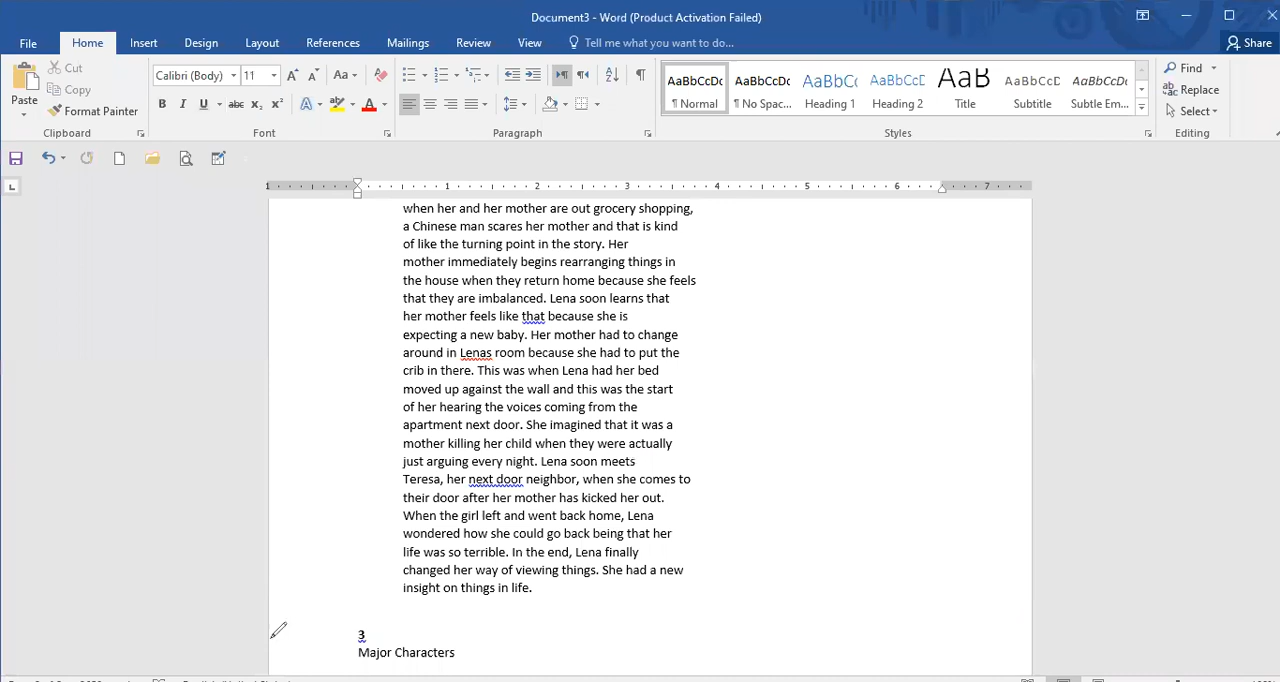 Document3 - Word (Product Activation Failed)
File Home Insert Design Layout References Mailings Review View Tell me what you want to do... Share
Cut
Copy
Format Painter
Paste
Clipboard
Calibri (Body) 11
Font
Paragraph
AaBbCcDc AaBbCcDc AaBbCc AaBbCcD AaB AaBbCcD AaBbCcD
¶ Normal ¶ No Spac... Heading 1 Heading 2 Title Subtitle Subtle Em...
Styles
Find
Replace
Select
Editing
1 1 2 3 4 5 6 7
when her and her mother are out grocery shopping,
a Chinese man scares her mother and that is kind
of like the turning point in the story. Her
mother immediately begins rearranging things in
the house when they return home because she feels
that they are imbalanced. Lena soon learns that
her mother feels like that because she is
expecting a new baby. Her mother had to change
around in Lenas room because she had to put the
crib in there. This was when Lena had her bed
moved up against the wall and this was the start
of her hearing the voices coming from the
apartment next door. She imagined that it was a
mother killing her child when they were actually
just arguing every night. Lena soon meets
Teresa, her next door neighbor, when she comes to
their door after her mother has kicked her out.
When the girl left and went back home, Lena
wondered how she could go back being that her
life was so terrible. In the end, Lena finally
changed her way of viewing things. She had a new
insight on things in life.
3
Major Characters